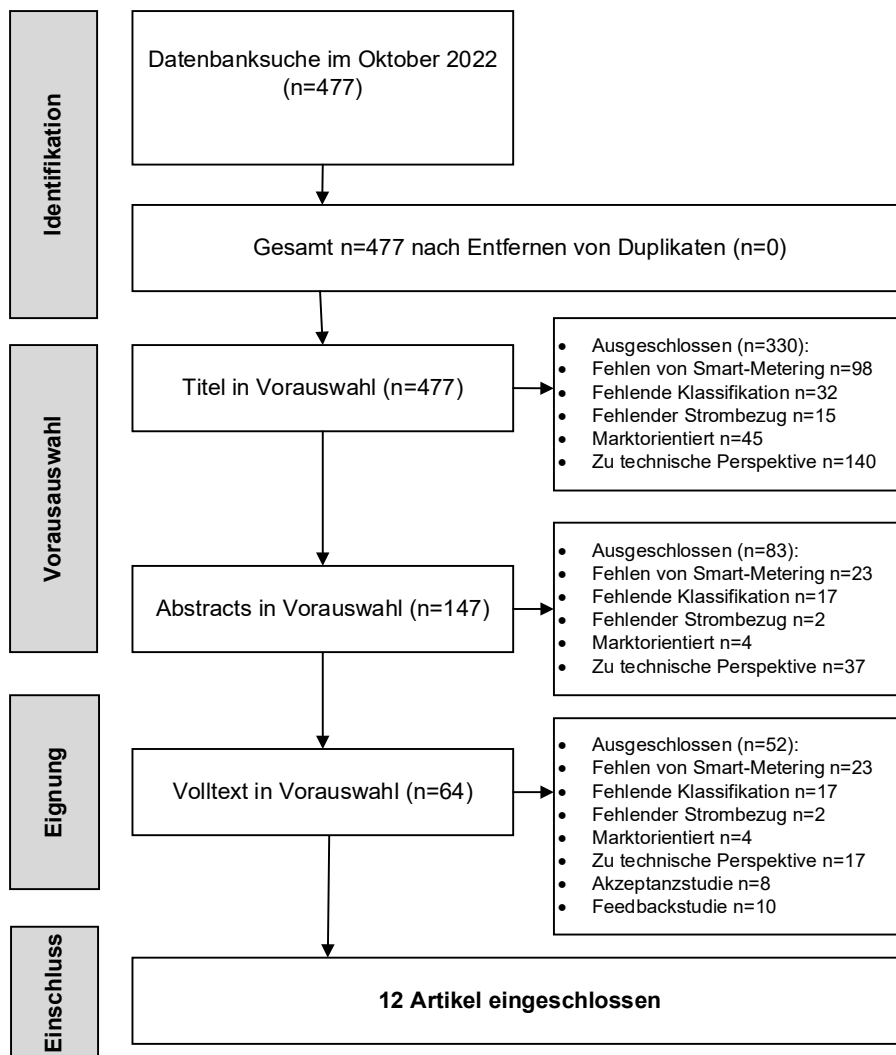 Identifikation
Datenbanksuche im Oktober 2022
(n=477)
Gesamt n=477 nach Entfernen von Duplikaten (n=0)
Vorausauswahl
Titel in Vorauswahl (n=477)
• Ausgeschlossen (n=330):
• Fehlen von Smart-Metering n=98
• Fehlende Klassifikation n=32
• Fehlender Strombezug n=15
• Marktorientiert n=45
• Zu technische Perspektive n=140
Abstracts in Vorauswahl (n=147)
• Ausgeschlossen (n=83):
• Fehlen von Smart-Metering n=23
• Fehlende Klassifikation n=17
• Fehlender Strombezug n=2
• Marktorientiert n=4
• Zu technische Perspektive n=37
Eignung
Volltext in Vorauswahl (n=64)
• Ausgeschlossen (n=52):
• Fehlen von Smart-Metering n=23
• Fehlende Klassifikation n=17
• Fehlender Strombezug n=2
• Marktorientiert n=4
• Zu technische Perspektive n=17
• Akzeptanzstudie n=8
• Feedbackstudie n=10
Einschluss
12 Artikel eingeschlossen